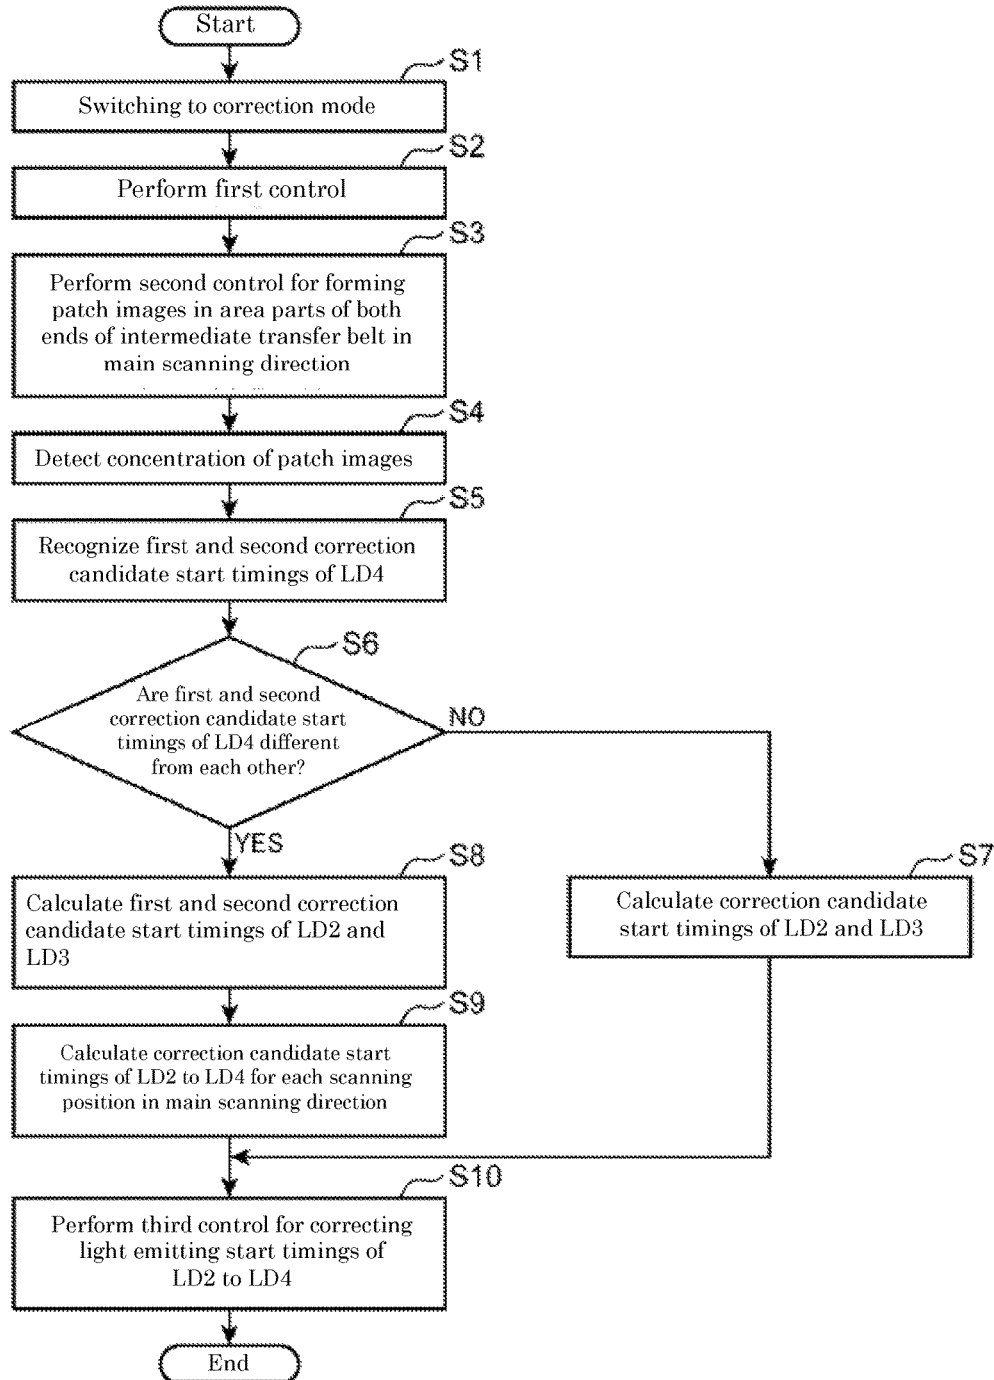 Start
S1
Switching to correction mode
S2
Perform first control
S3
Perform second control for forming
patch images in area parts of both
ends of intermediate transfer belt in
main scanning direction
S4
Detect concentration of patch images
S5
Recognize first and second correction
candidate start timings of LD4
S6
Are first and second
correction candidate start
timings of LD4 different
from each other?
NO
YES
S8
Calculate first and second correction
candidate start timings of LD2 and
LD3
S7
Calculate correction candidate
start timings of LD2 and LD3
S9
Calculate correction candidate start
timings of LD2 to LD4 for each scanning
position in main scanning direction
S10
Perform third control for correcting
light emitting start timings of
LD2 to LD4
End